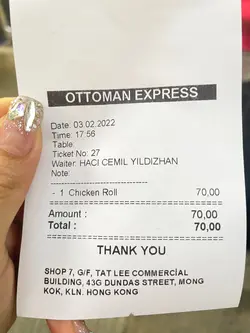 OTTOMAN EXPRESS
Date: 03.02.2022
Time: 17:56
Table:
Ticket No: 27
Waiter: HACI CEMIL YILDIZHAN
Note:
- 1 Chicken Roll 70,00
Amount : 70,00
Total : 70,00
THANK YOU
SHOP 7, G/F, TAT LEE COMMERCİAL
BUILDING, 43G DUNDAS STREET, MONG
KOK, KLN. HONG KONG